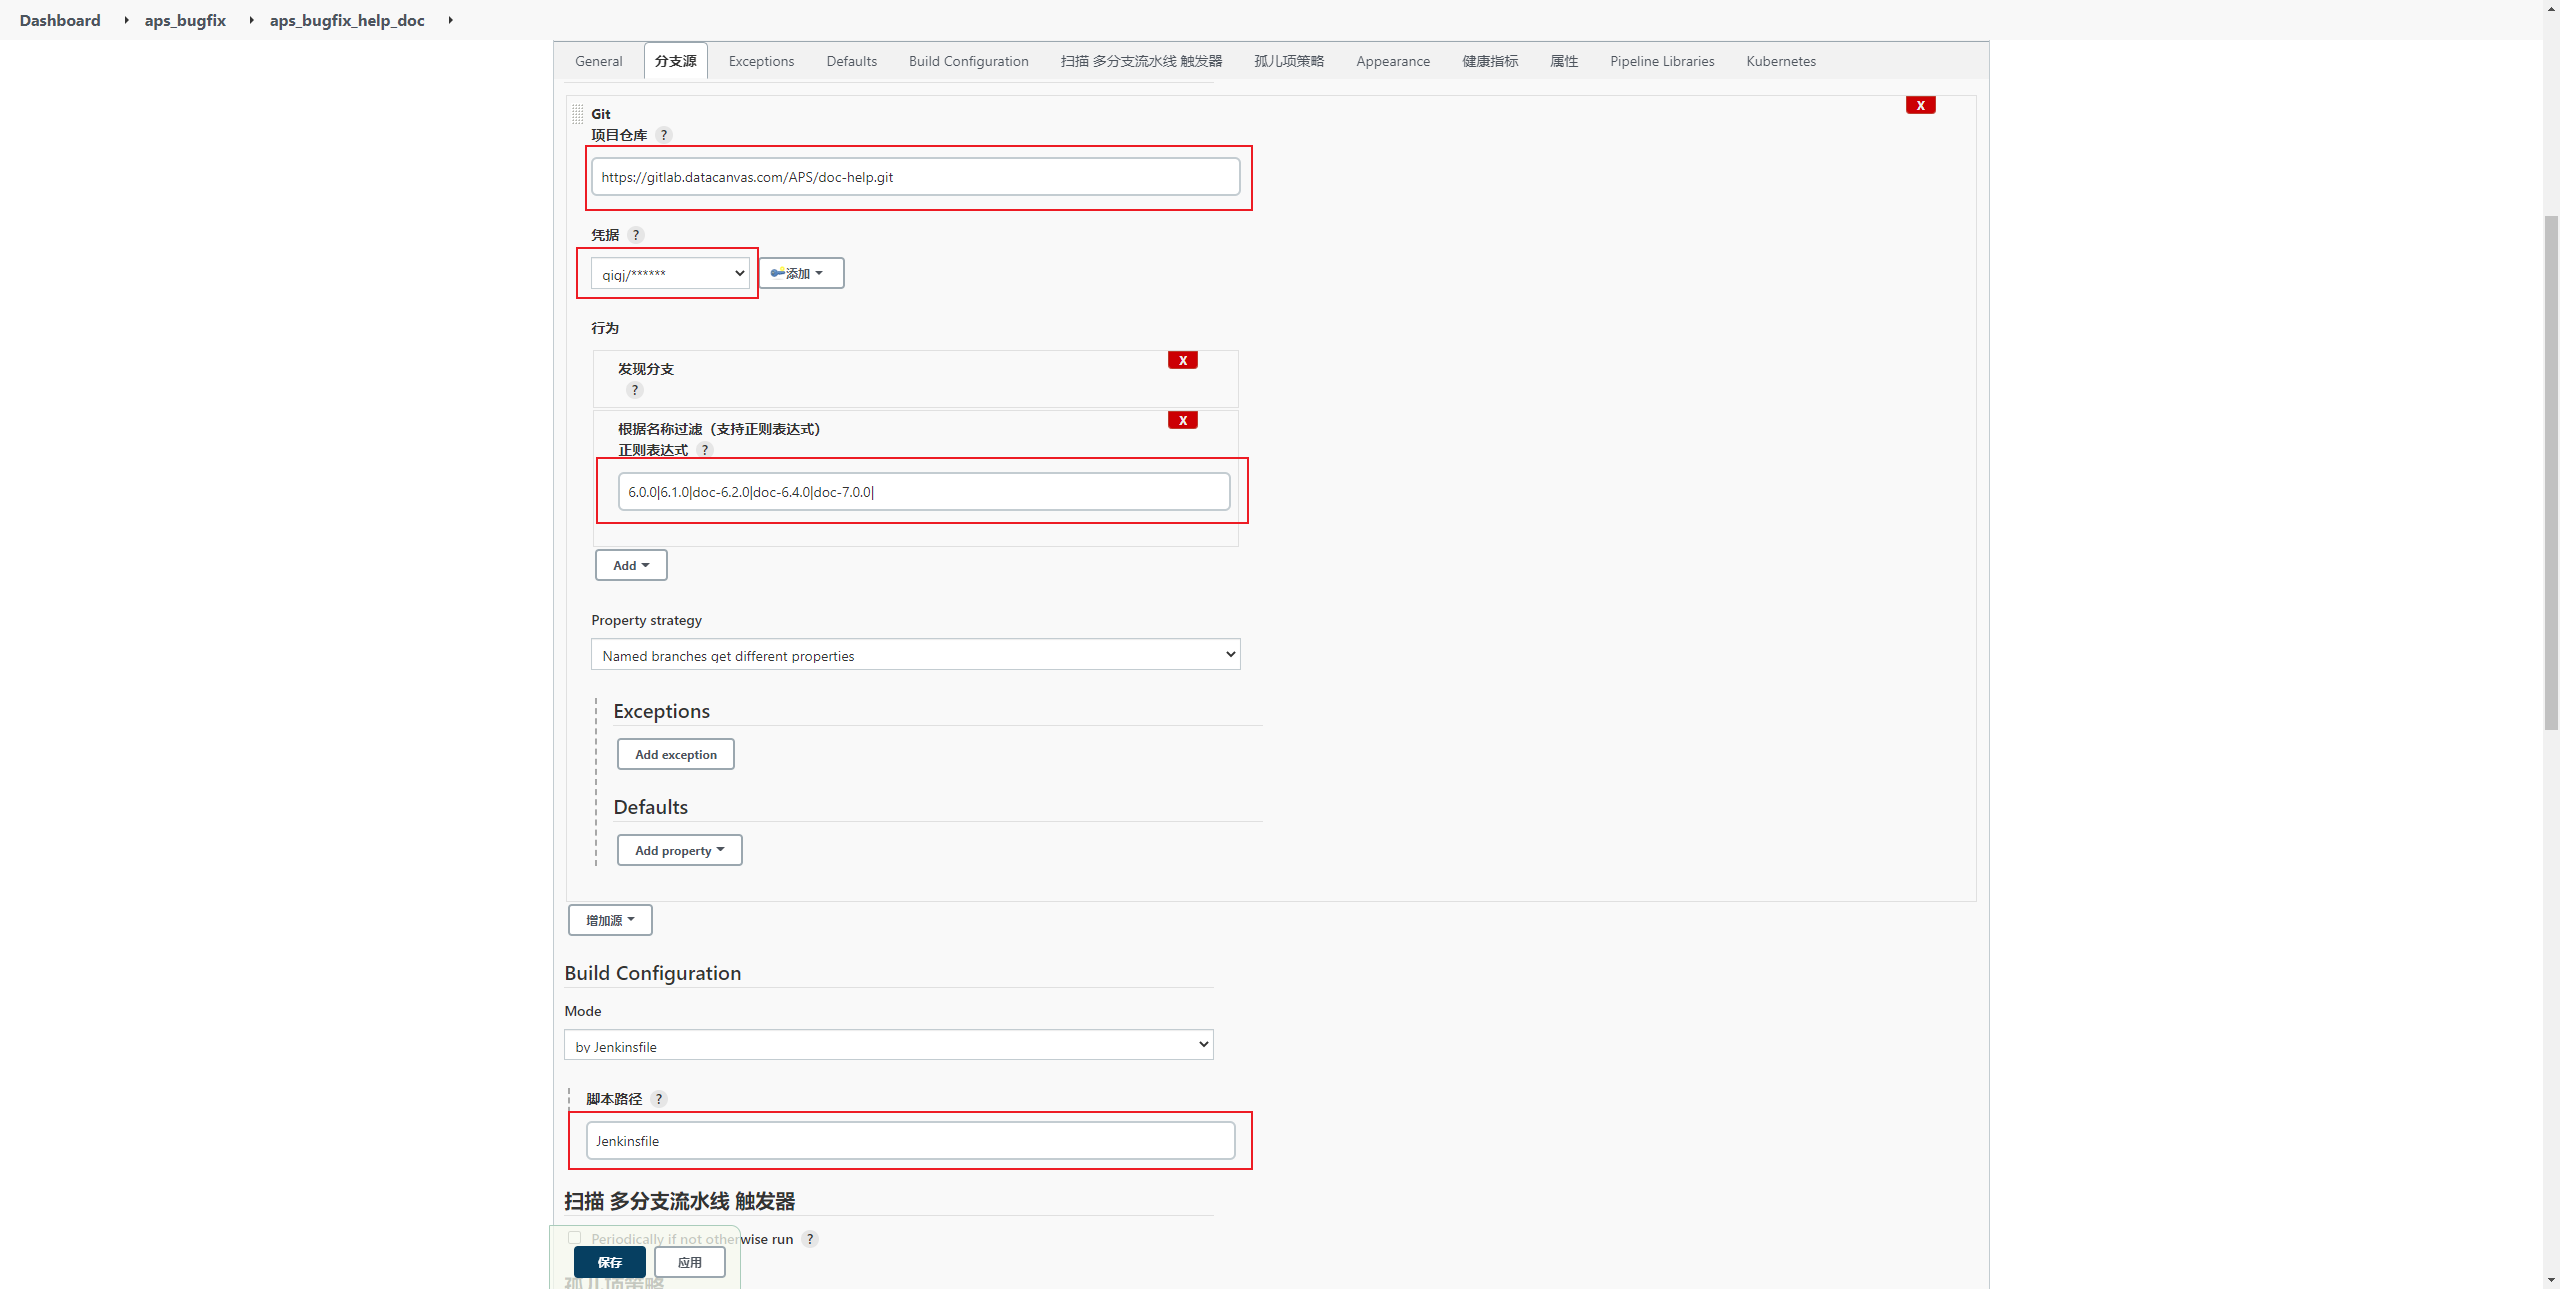 Dashboard aps_bugfix aps_bugfix_help_doc
General 分支源 Exceptions Defaults Build Configuration 扫描 多分支流水线 触发器 孤儿项策略 Appearance 健康指标 属性 Pipeline Libraries Kubernetes
Git
X
项目仓库 ?
https://gitlab.datacanvas.com/APS/doc-help.git
凭据 ?
qiqj/******
添加
行为
发现分支
X
?
根据名称过滤（支持正则表达式）
X
正则表达式 ?
6.0.0|6.1.0|doc-6.2.0|doc-6.4.0|doc-7.0.0|
Add
Property strategy
Named branches get different properties
Exceptions
Add exception
Defaults
Add property
增加源
Build Configuration
Mode
by Jenkinsfile
脚本路径 ?
Jenkinsfile
扫描 多分支流水线 触发器
Periodically if not otherwise run ?
保存 应用
孤儿项策略